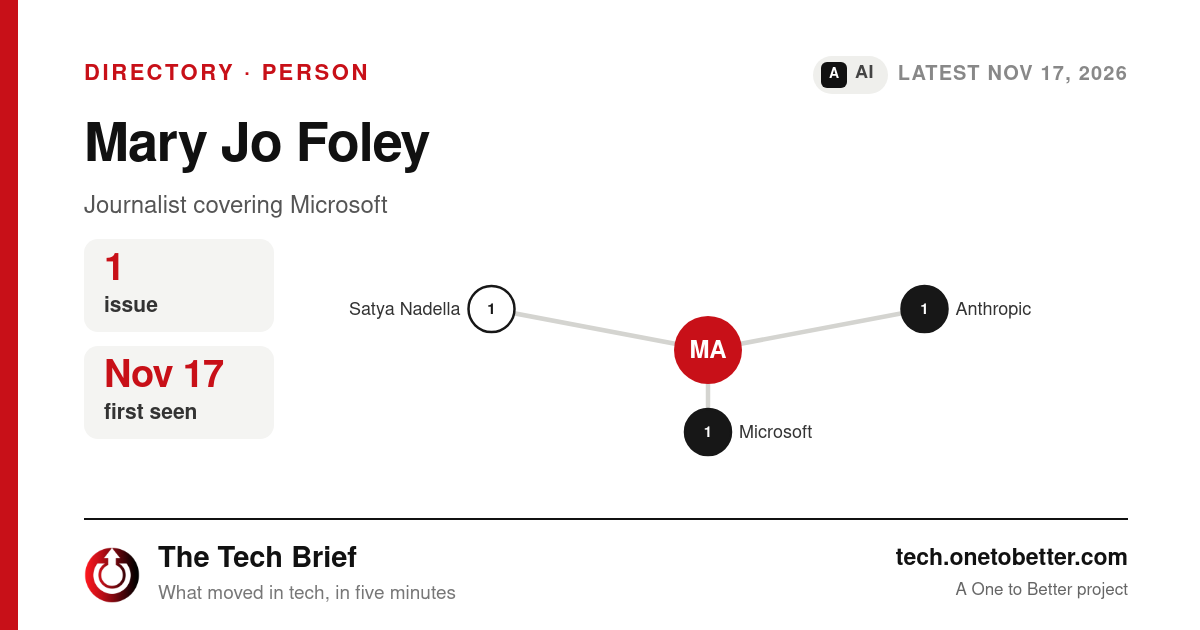 DIRECTORY · PERSON
A AI LATEST NOV 17, 2026
Mary Jo Foley
Journalist covering Microsoft
1
issue
Nov 17
first seen
Satya Nadella 1
MA
1 Anthropic
1 Microsoft
The Tech Brief
What moved in tech, in five minutes
tech.onetobetter.com
A One to Better project